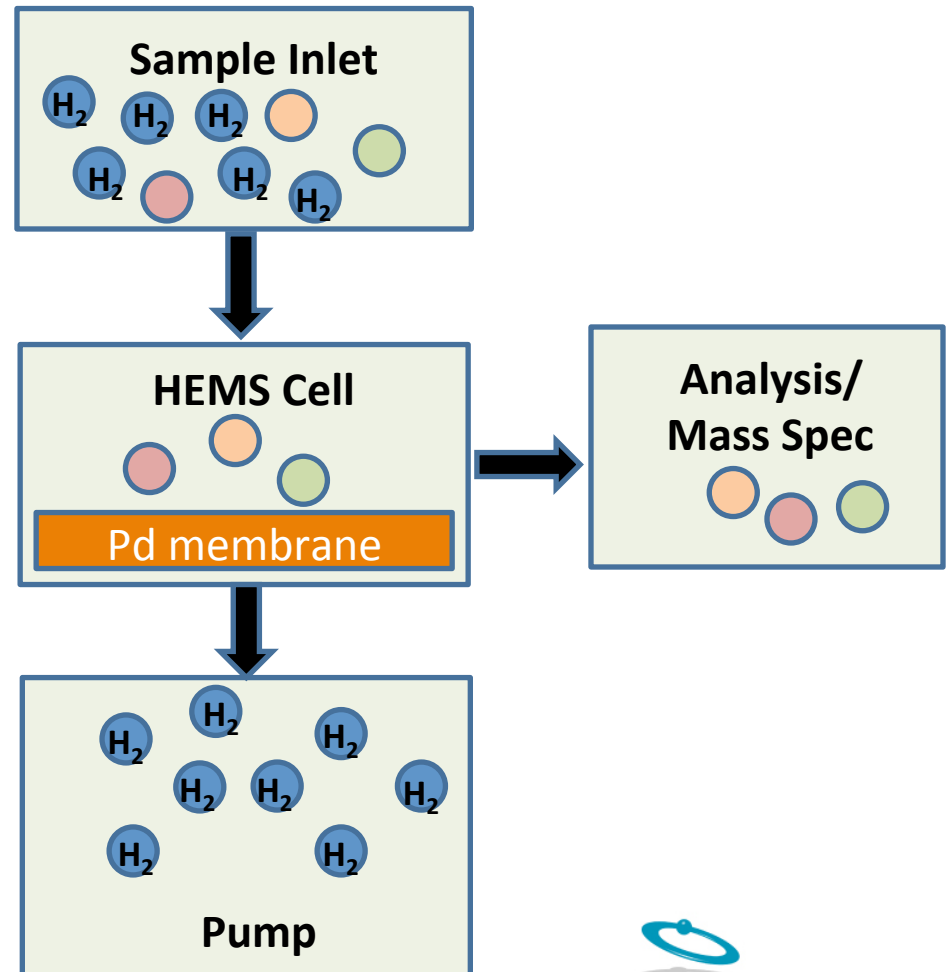 Sample Inlet
H₂
H₂
H₂
H₂
H₂
H₂
HEMS Cell
Pd membrane
Analysis/
Mass Spec
H₂
H₂
H₂
H₂
H₂
H₂
H₂
H₂
Pump